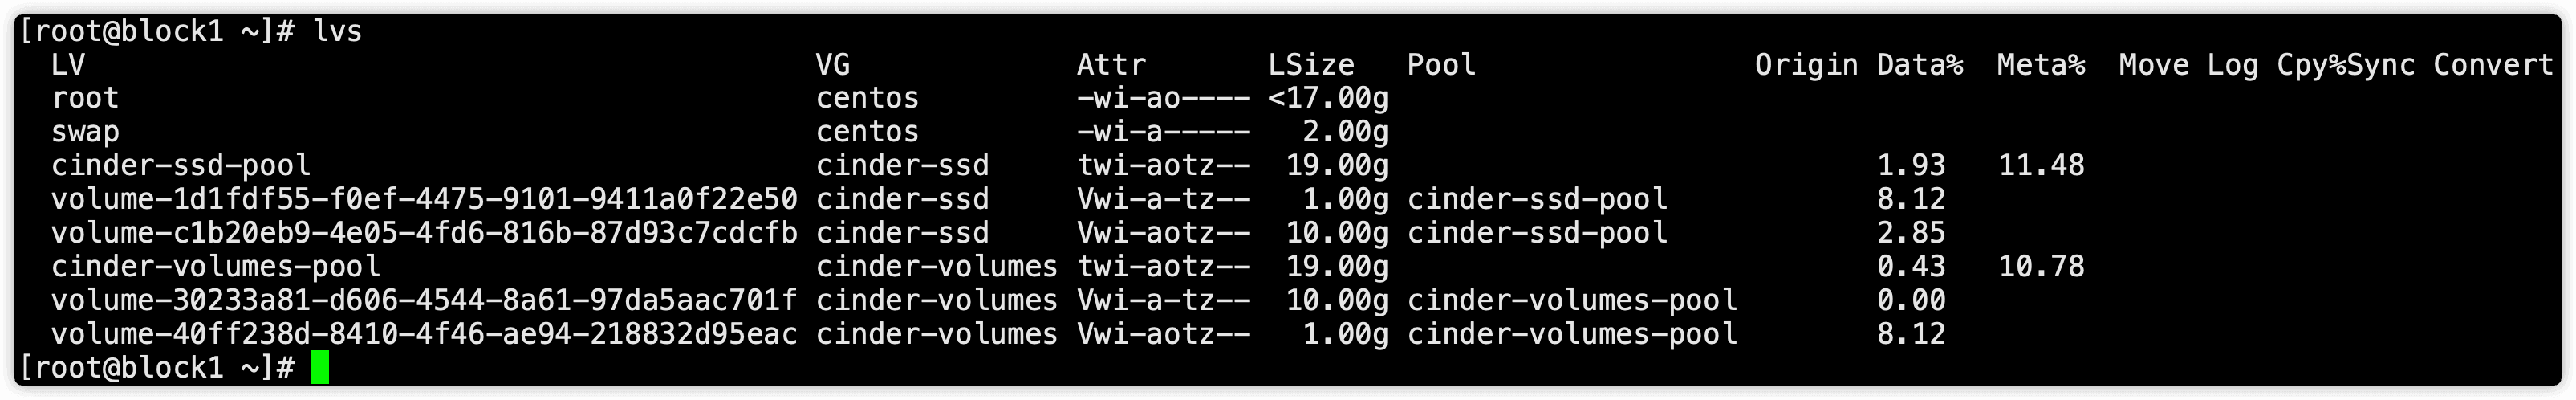 [root@block1 ~]# lvs
  LV                                          VG             Attr       LSize   Pool                Origin Data%  Meta%  Move Log Cpy%Sync Convert
  root                                        centos         -wi-ao---- <17.00g
  swap                                        centos         -wi-a-----   2.00g
  cinder-ssd-pool                             cinder-ssd     twi-aotz--  19.00g                            1.93   11.48
  volume-1d1fdf55-f0ef-4475-9101-9411a0f22e50 cinder-ssd     Vwi-a-tz--   1.00g cinder-ssd-pool            8.12
  volume-c1b20eb9-4e05-4fd6-816b-87d93c7cdcfb cinder-ssd     Vwi-aotz--  10.00g cinder-ssd-pool            2.85
  cinder-volumes-pool                         cinder-volumes twi-aotz--  19.00g                            0.43   10.78
  volume-30233a81-d606-4544-8a61-97da5aac701f cinder-volumes Vwi-a-tz--  10.00g cinder-volumes-pool        0.00
  volume-40ff238d-8410-4f46-ae94-218832d95eac cinder-volumes Vwi-aotz--   1.00g cinder-volumes-pool        8.12
[root@block1 ~]#